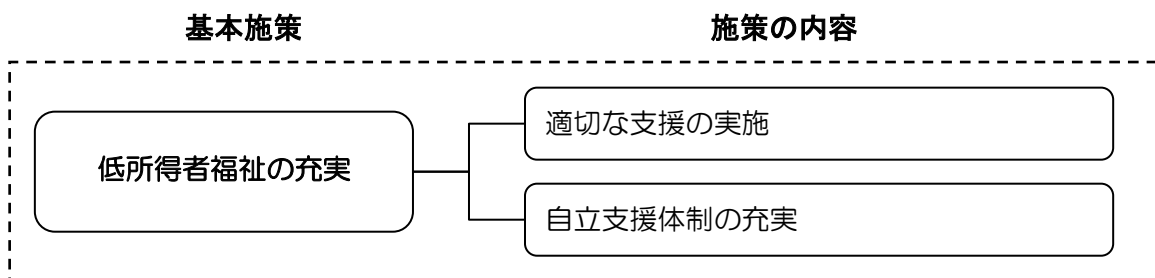 基本施策
施策の内容
低所得者福祉の充実
適切な支援の実施
自立支援体制の充実